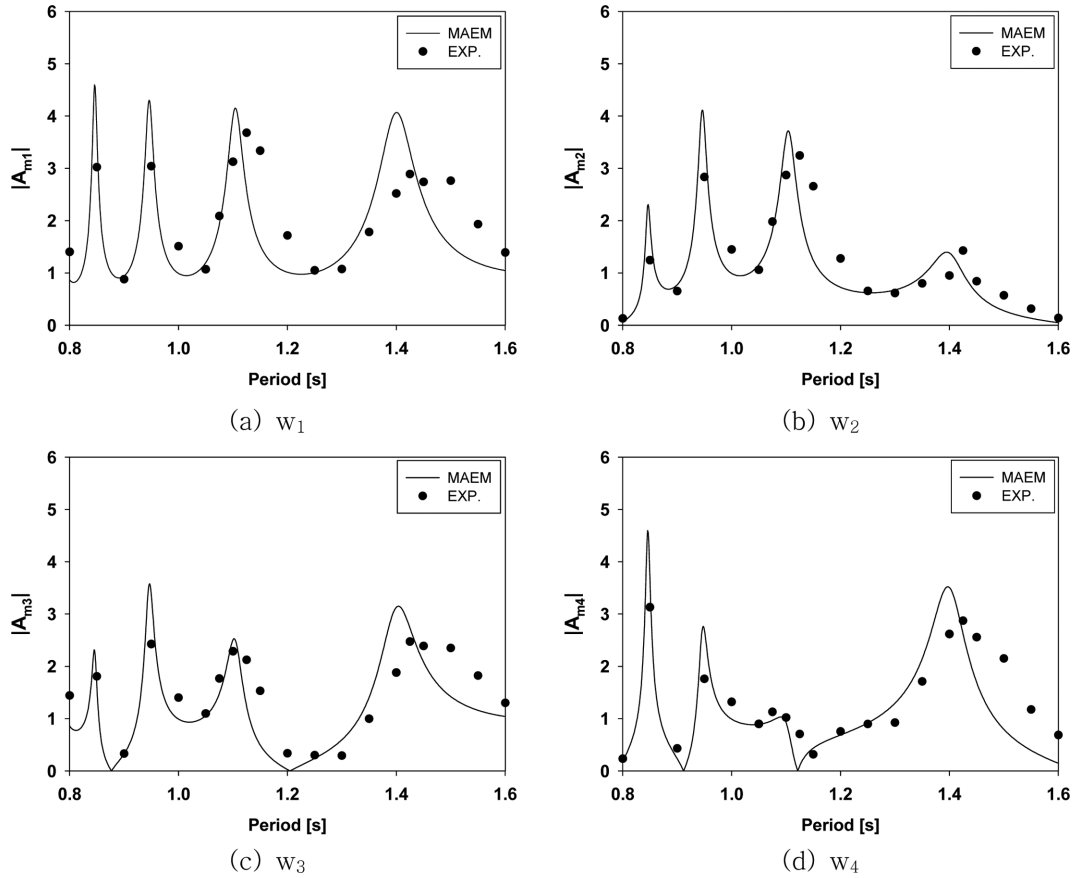 6
5
4
3
2
1
0
|Aₘ₁|
MAEM
EXP.
0.8 1.0 1.2 1.4 1.6
Period [s]
(a) w₁
6
5
4
3
2
1
0
|Aₘ₂|
MAEM
EXP.
0.8 1.0 1.2 1.4 1.6
Period [s]
(b) w₂
6
5
4
3
2
1
0
|Aₘ₃|
MAEM
EXP.
0.8 1.0 1.2 1.4 1.6
Period [s]
(c) w₃
6
5
4
3
2
1
0
|Aₘ₄|
MAEM
EXP.
0.8 1.0 1.2 1.4 1.6
Period [s]
(d) w₄